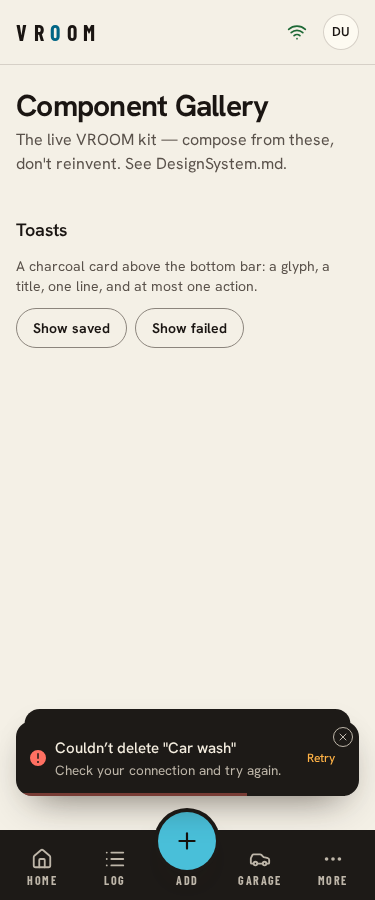 VROOM
DU
Component Gallery
The live VROOM kit — compose from these,
don't reinvent. See DesignSystem.md.
Toasts
A charcoal card above the bottom bar: a glyph, a
title, one line, and at most one action.
Show saved
Show failed
Couldn’t delete "Car wash"
Check your connection and try again.
Retry
HOME
LOG
ADD
GARAGE
MORE